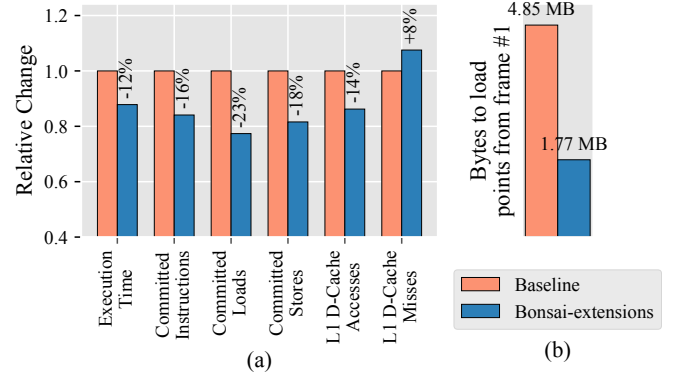 Relative Change
1.2
1.0
0.8
0.6
0.4
-12%
-16%
-23%
-18%
-14%
+8%
Execution
Time
Committed
Instructions
Committed
Loads
Committed
Stores
L1 D-Cache
Accesses
L1 D-Cache
Misses
(a)
Bytes to load
points from frame #1
4.85 MB
1.77 MB
Baseline
Bonsai-extensions
(b)